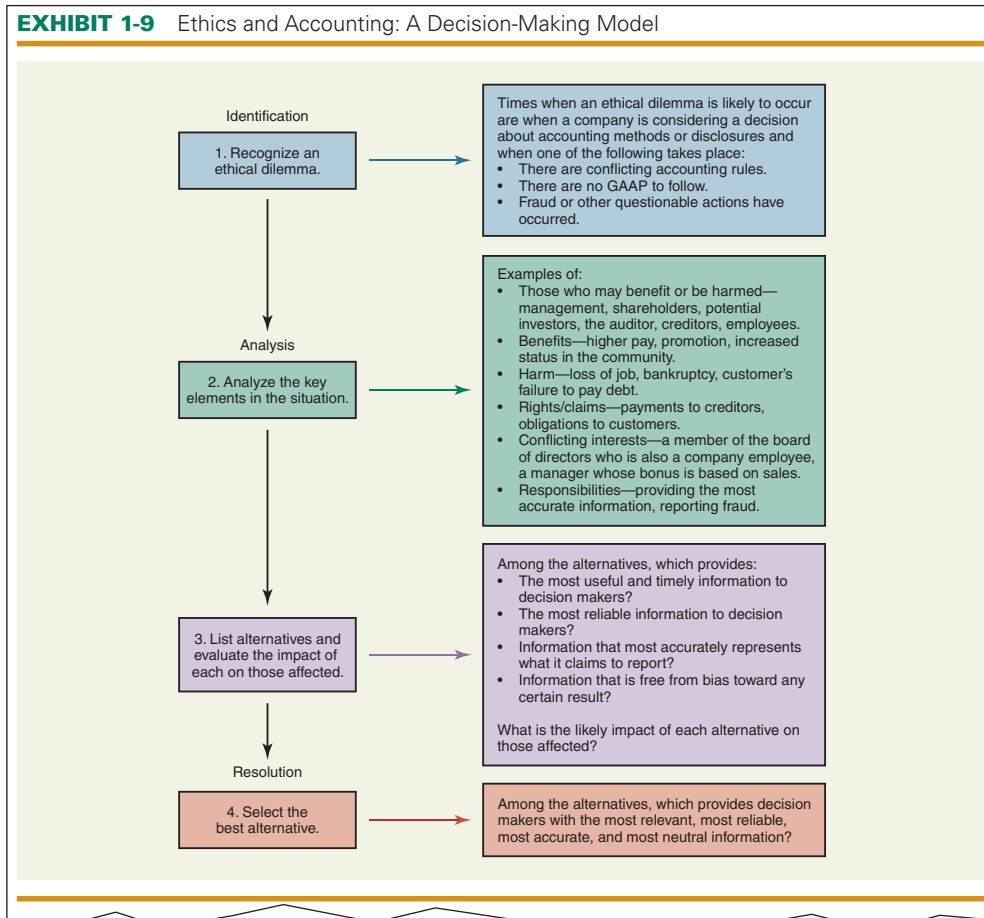 EXHIBIT 1-9 Ethics and Accounting: A Decision-Making Model
Identification
1. Recognize an
ethical dilemma.
Times when an ethical dilemma is likely to occur
are when a company is considering a decision
about accounting methods or disclosures and
when one of the following takes place:
• There are conflicting accounting rules.
• There are no GAAP to follow.
• Fraud or other questionable actions have
occurred.
Analysis
2. Analyze the key
elements in the situation.
Examples of:
• Those who may benefit or be harmed—
management, shareholders, potential
investors, the auditor, creditors, employees.
• Benefits—higher pay, promotion, increased
status in the community.
• Harm—loss of job, bankruptcy, customer's
failure to pay debt.
• Rights/claims—payments to creditors,
obligations to customers.
• Conflicting interests—a member of the board
of directors who is also a company employee,
a manager whose bonus is based on sales.
• Responsibilities—providing the most
accurate information, reporting fraud.
3. List alternatives and
evaluate the impact of
each on those affected.
Among the alternatives, which provides:
• The most useful and timely information to
decision makers?
• The most reliable information to decision
makers?
• Information that most accurately represents
what it claims to report?
• Information that is free from bias toward any
certain result?
What is the likely impact of each alternative on
those affected?
Resolution
4. Select the
best alternative.
Among the alternatives, which provides decision
makers with the most relevant, most reliable,
most accurate, and most neutral information?